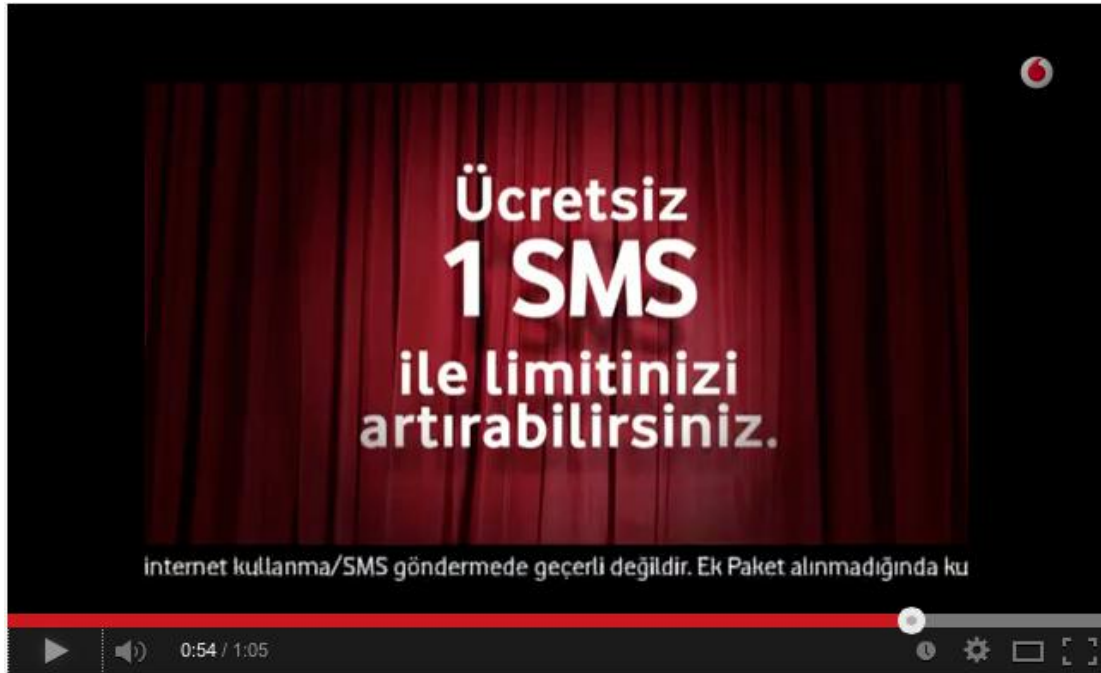 Ücretsiz
1 SMS
ile limitinizi
artırabilirsiniz.
internet kullanma/SMS göndermede geçerli değildir. Ek Paket alınmadığında ku
0:54 / 1:05